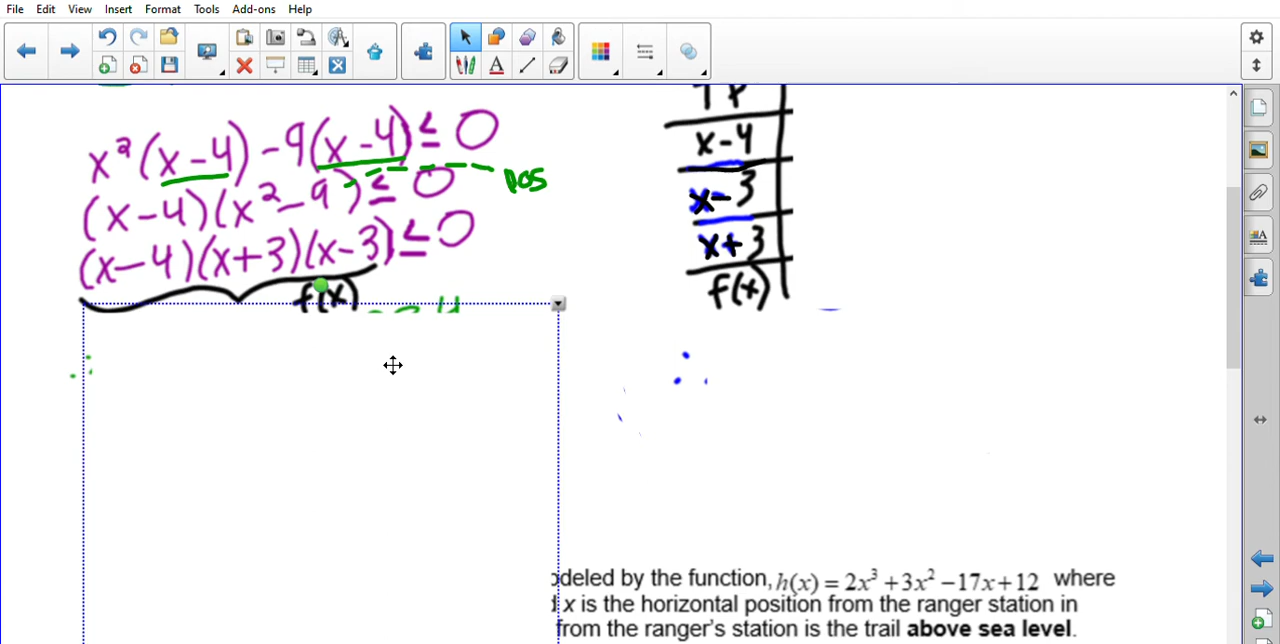 File Edit View Insert Format Tools Add-ons Help
x²(x-4) -9(x-4) ≤ 0
(x-4)(x²-9) ≤ 0 pos
(x-4)(x+3)(x-3) ≤ 0
f(x)
x-4
x-3
x+3
f(x)
∴
∴
deled by the function, h(x) = 2x³ +3x² -17x+12 where
x is the horizontal position from the ranger station in
from the ranger's station is the trail above sea level.